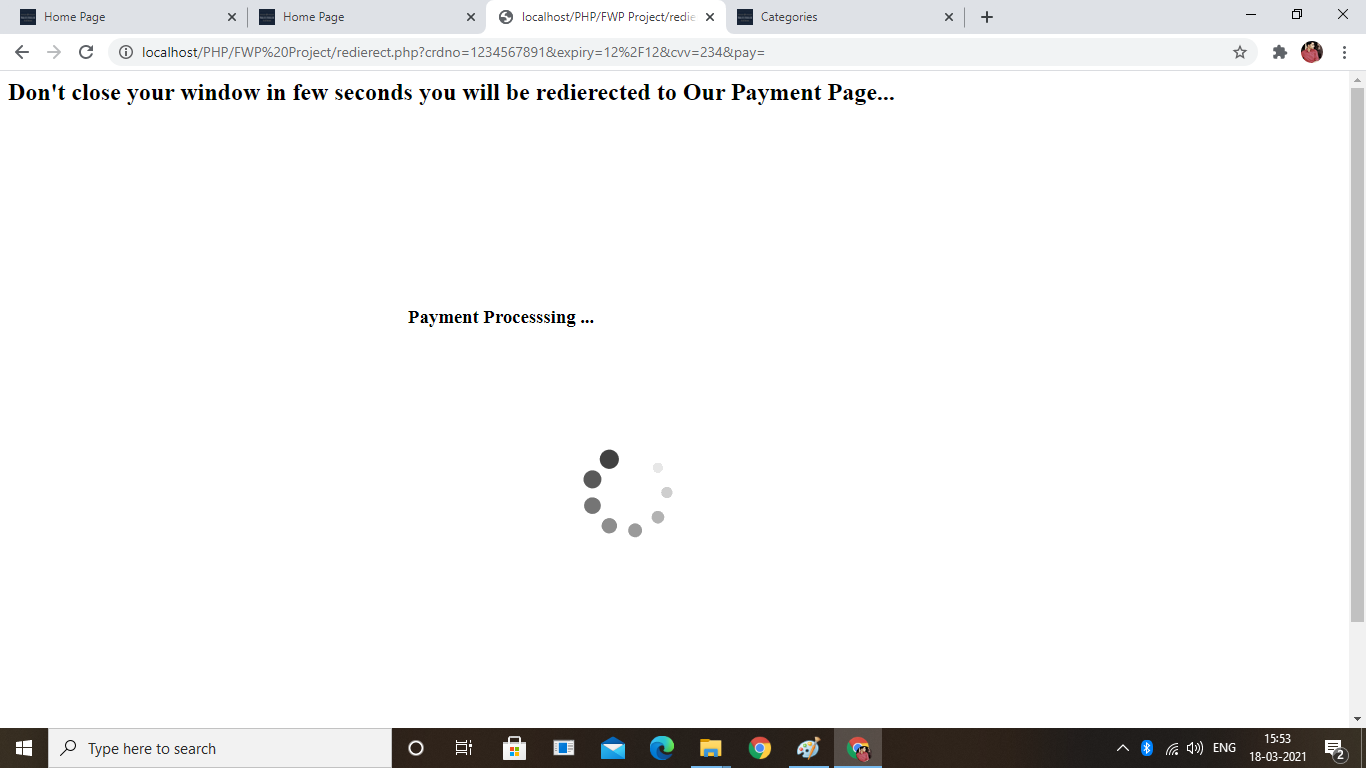 Home Page
Home Page
localhost/PHP/FWP Project/redie
Categories
localhost/PHP/FWP%20Project/redierect.php?crdno=1234567891&expiry=12%2F12&cvv=234&pay=
Don't close your window in few seconds you will be redierected to Our Payment Page...
Payment Processsing ...
Type here to search
ENG
15:53
18-03-2021
2